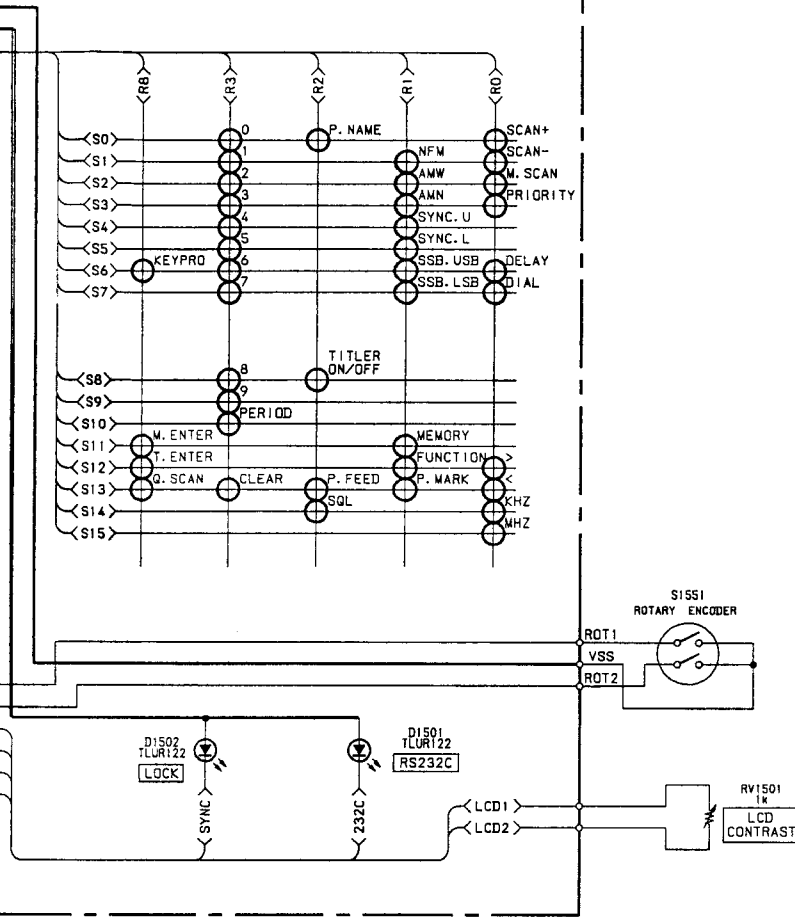 R8 R3 R2 R1 R0
S0 0 P.NAME SCAN+
S1 1 NFM SCAN-
S2 2 AMW M.SCAN
S3 3 AMN PRIORITY
S4 4 SYNC.U
S5 5 SYNC.L
S6 KEYPRO 6 SSB.USB DELAY
S7 7 SSB.LSB DIAL
TITLER
S8 8 ON/OFF
S9 9
S10 PERIOD
S11 M.ENTER MEMORY
S12 T.ENTER FUNCTION >
S13 Q.SCAN CLEAR P.FEED P.MARK <
S14 SQL KHZ
S15 MHZ
S1551
ROTARY ENCODER
ROT1
VSS
ROT2
D1502
TLUR122
LOCK
D1501
TLUR122
RS232C
SYNC
232C
LCD1
LCD2
RV1501
1k
LCD
CONTRAST